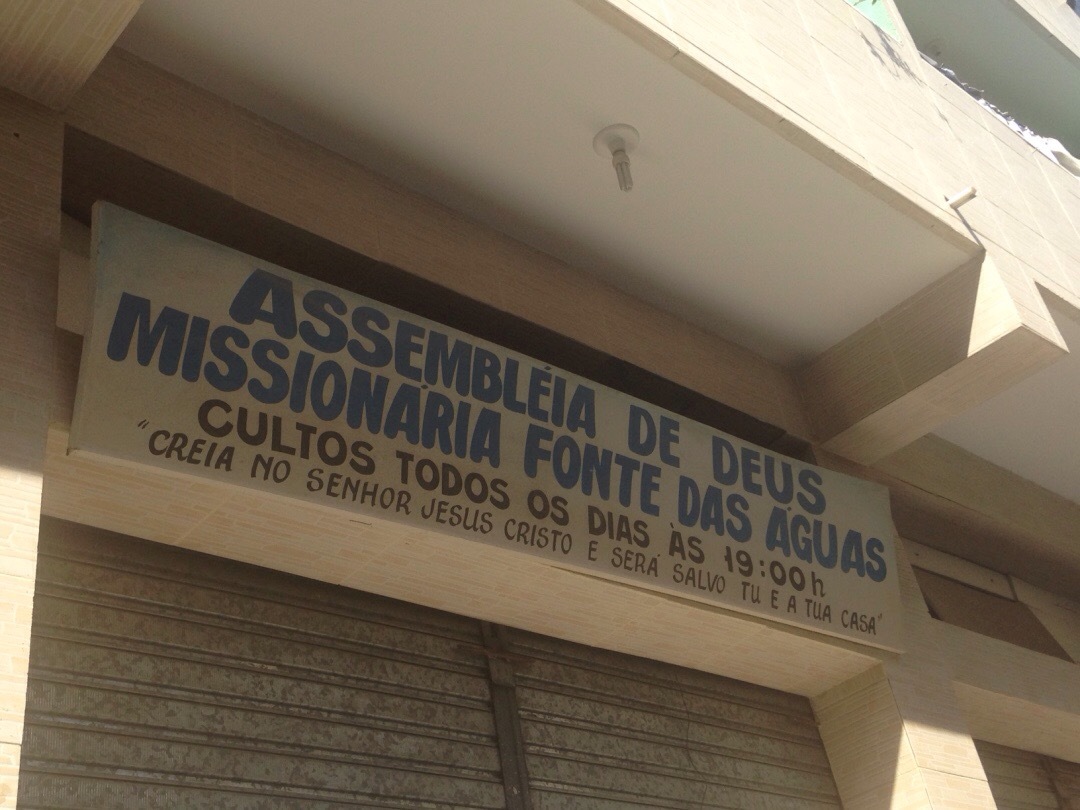 ASSEMBLÉIA DE DEUS
MISSIONÁRIA FONTE DAS ÁGUAS
CULTOS TODOS OS DIAS ÀS 19:00h
"CREIA NO SENHOR JESUS CRISTO E SERÁ SALVO TU E A TUA CASA"